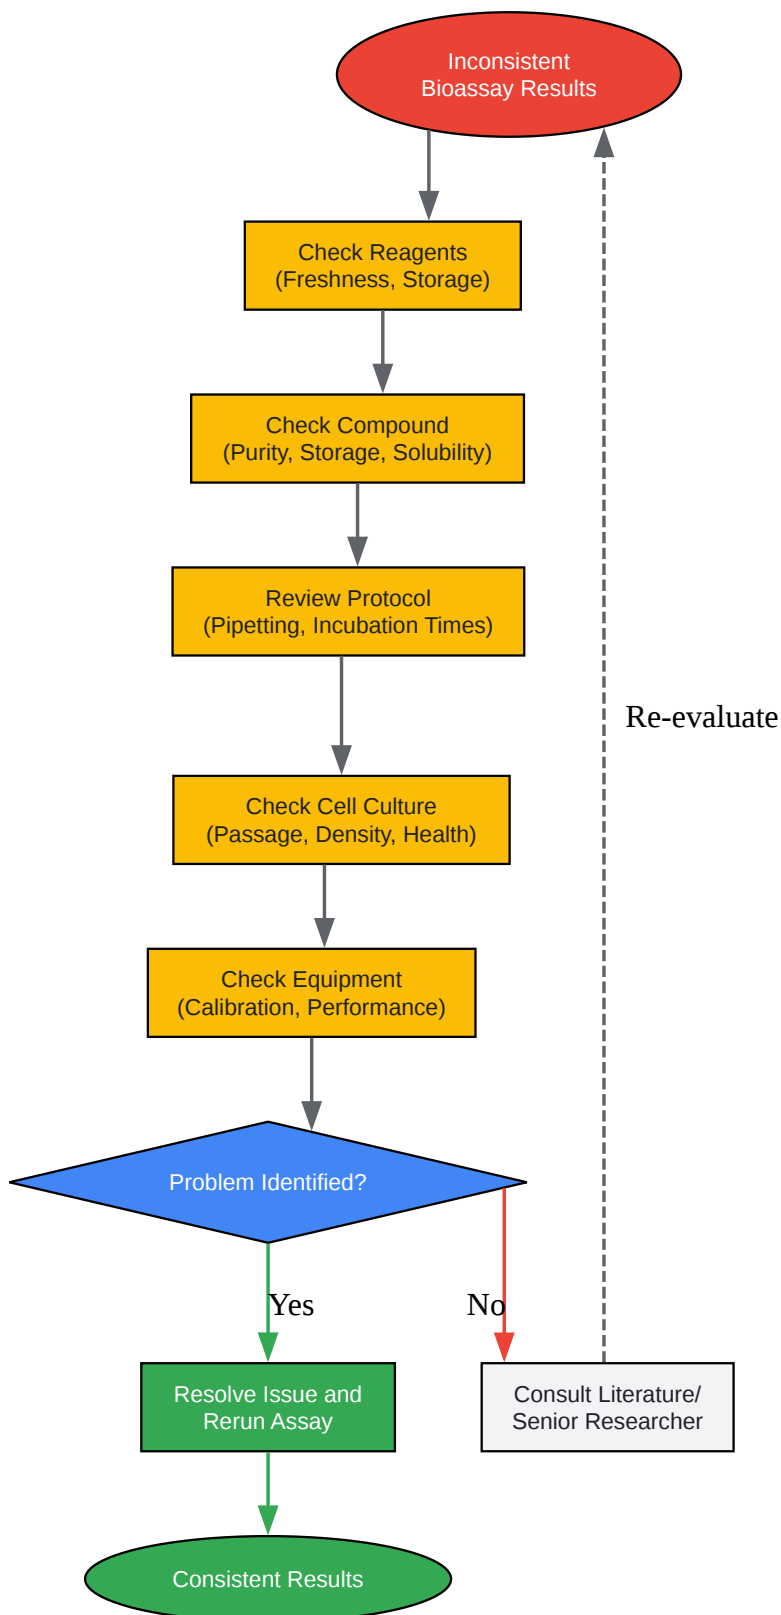 Inconsistent
Bioassay Results
Check Reagents
(Freshness, Storage)
Check Compound
(Purity, Storage, Solubility)
Review Protocol
(Pipetting, Incubation Times)
Re-evaluate
Check Cell Culture
(Passage, Density, Health)
Check Equipment
(Calibration, Performance)
Problem Identified?
Yes
No
Resolve Issue and
Rerun Assay
Consult Literature/
Senior Researcher
Consistent Results